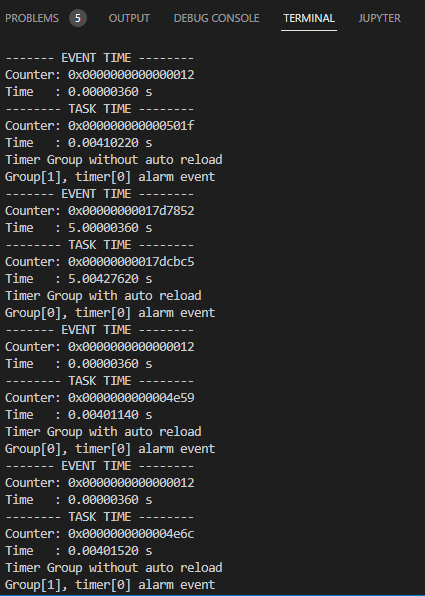 PROBLEMS 5 OUTPUT DEBUG CONSOLE TERMINAL JUPYTER
------- EVENT TIME --------
Counter: 0x0000000000000012
Time   : 0.00000360 s
-------- TASK TIME --------
Counter: 0x000000000000501f
Time   : 0.00410220 s
Timer Group without auto reload
Group[1], timer[0] alarm event
------- EVENT TIME --------
Counter: 0x00000000017d7852
Time   : 5.00000360 s
-------- TASK TIME --------
Counter: 0x00000000017dcbc5
Time   : 5.00427620 s
Timer Group with auto reload
Group[0], timer[0] alarm event
------- EVENT TIME --------
Counter: 0x0000000000000012
Time   : 0.00000360 s
-------- TASK TIME --------
Counter: 0x0000000000004e59
Time   : 0.00401140 s
Timer Group with auto reload
Group[0], timer[0] alarm event
------- EVENT TIME --------
Counter: 0x0000000000000012
Time   : 0.00000360 s
-------- TASK TIME --------
Counter: 0x0000000000004e6c
Time   : 0.00401520 s
Timer Group without auto reload
Group[1], timer[0] alarm event